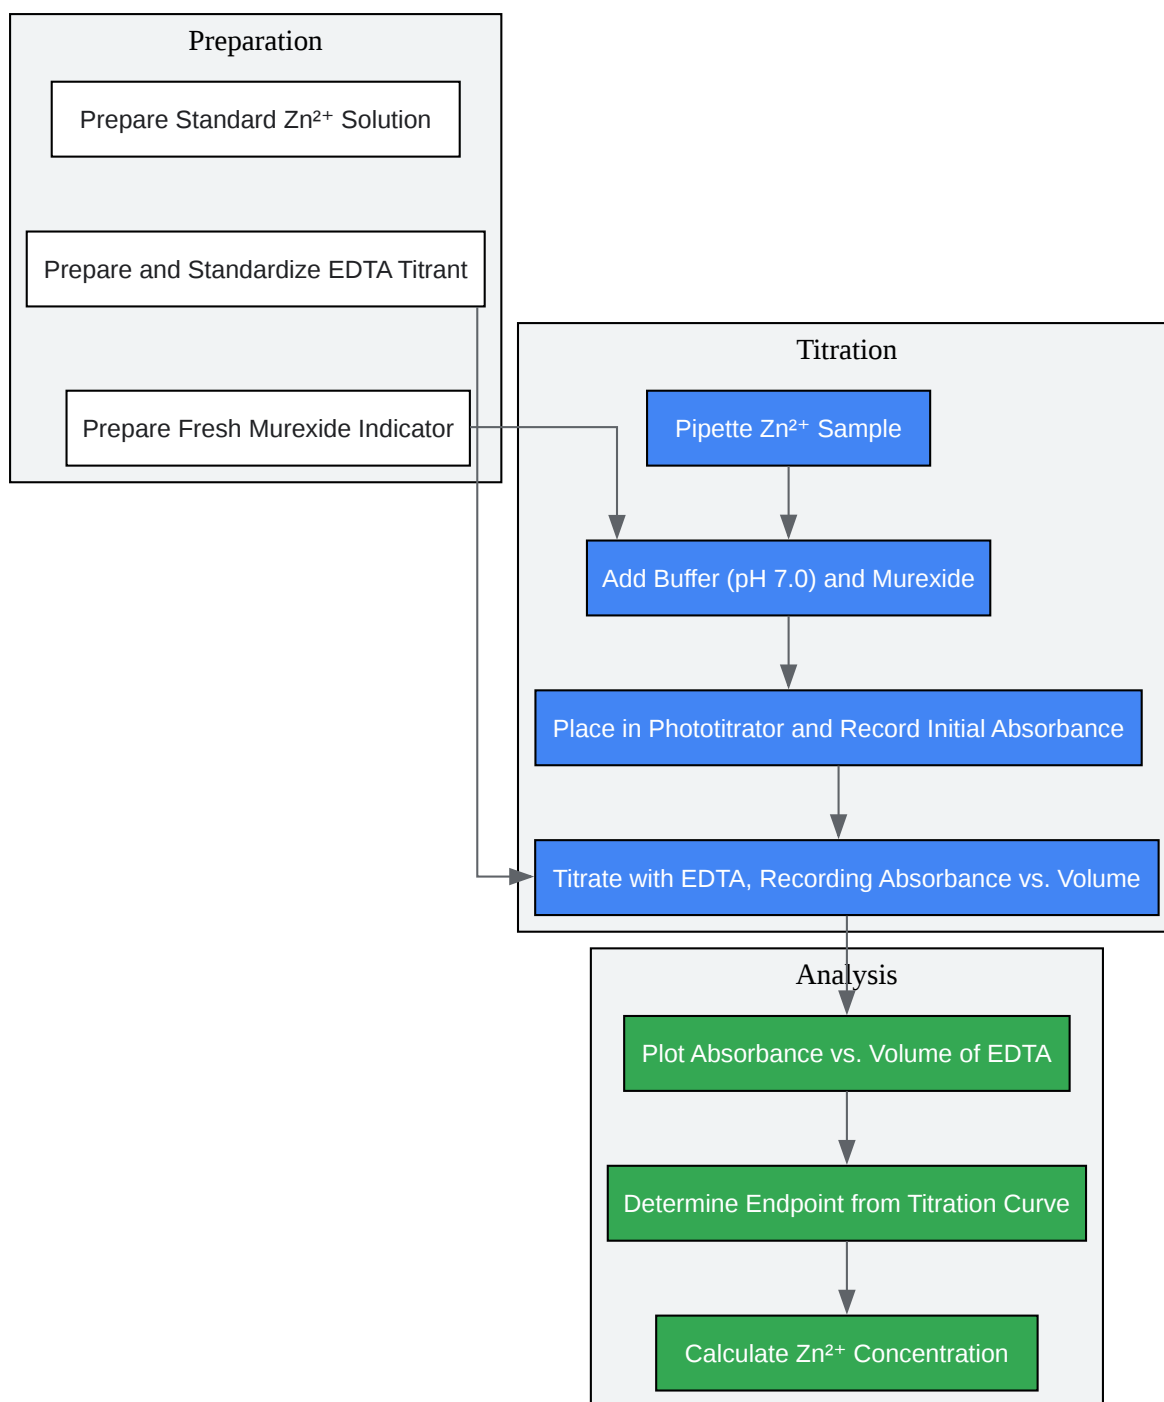 Preparation
Prepare Standard Zn²⁺ Solution
Prepare and Standardize EDTA Titrant
Prepare Fresh Murexide Indicator
Titration
Pipette Zn²⁺ Sample
Add Buffer (pH 7.0) and Murexide
Place in Phototitrator and Record Initial Absorbance
Titrate with EDTA, Recording Absorbance vs. Volume
Analysis
Plot Absorbance vs. Volume of EDTA
Determine Endpoint from Titration Curve
Calculate Zn²⁺ Concentration